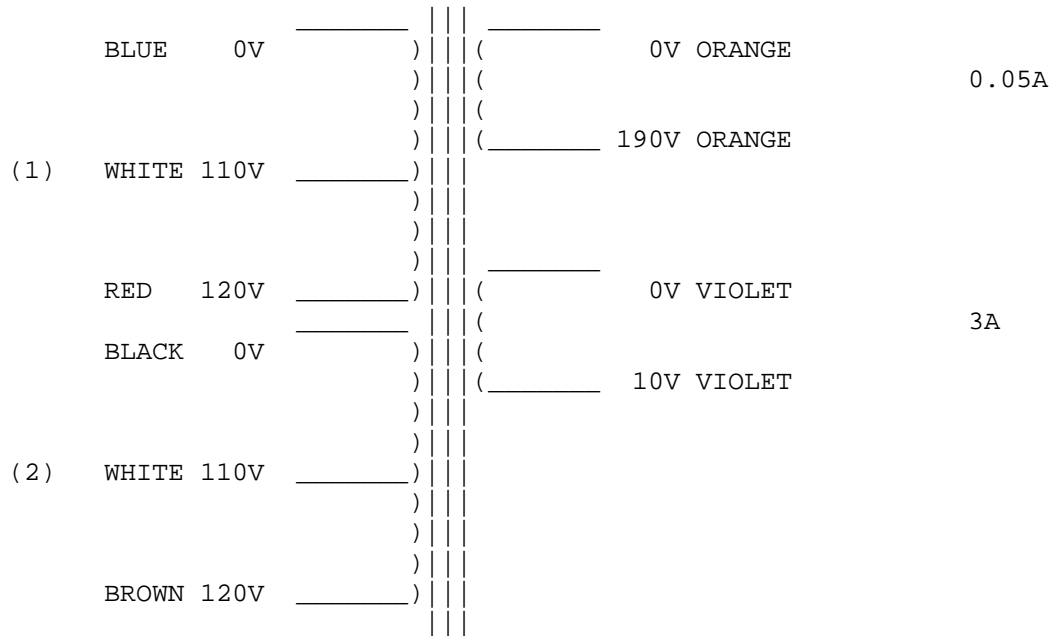 BLUE 0V 0V ORANGE
0.05A
190V ORANGE
(1) WHITE 110V
RED 120V 0V VIOLET
3A
BLACK 0V
10V VIOLET
(2) WHITE 110V
BROWN 120V